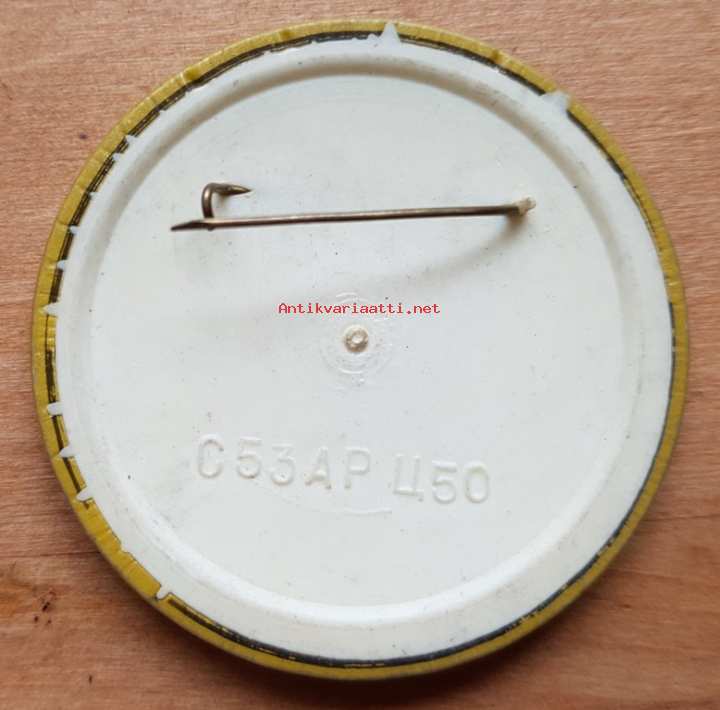 Antikvariaatti.net
С53АР Ц50